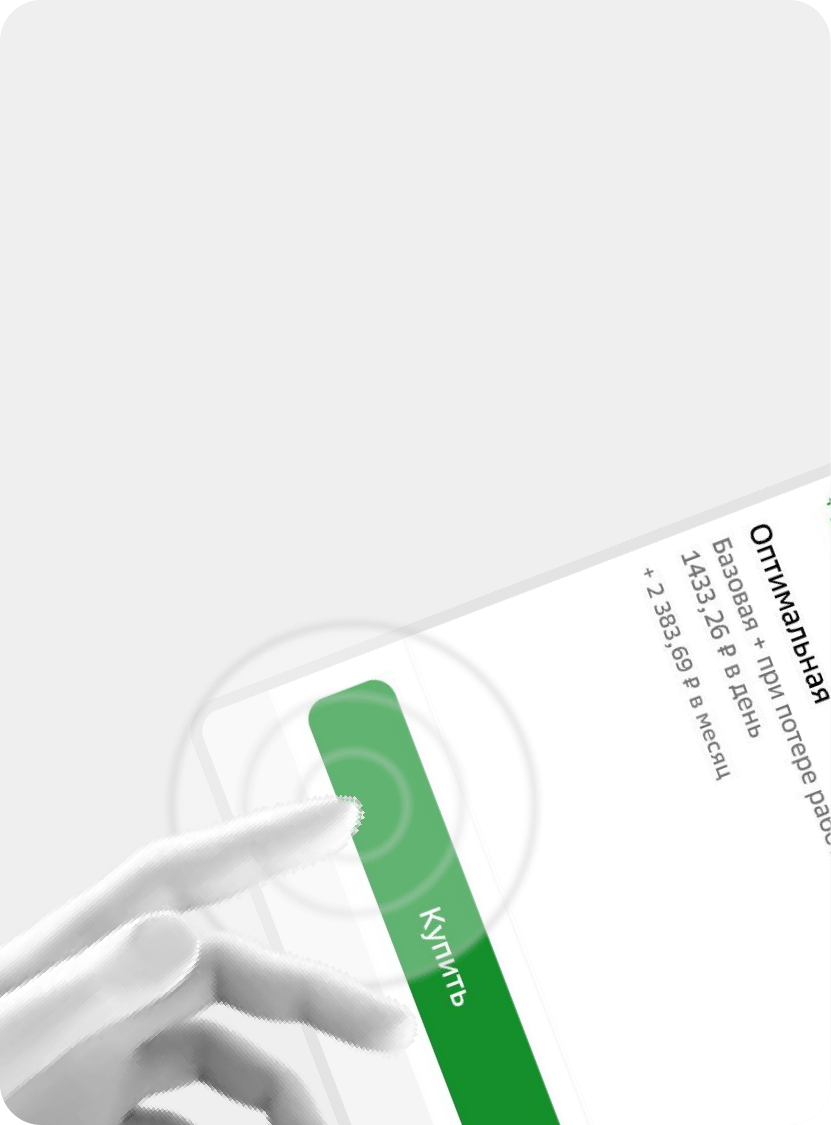 Оптимальная
Базовая + при потере
1433,26 ₽ в день
+ 2 383,69 ₽ в месяц
Купить